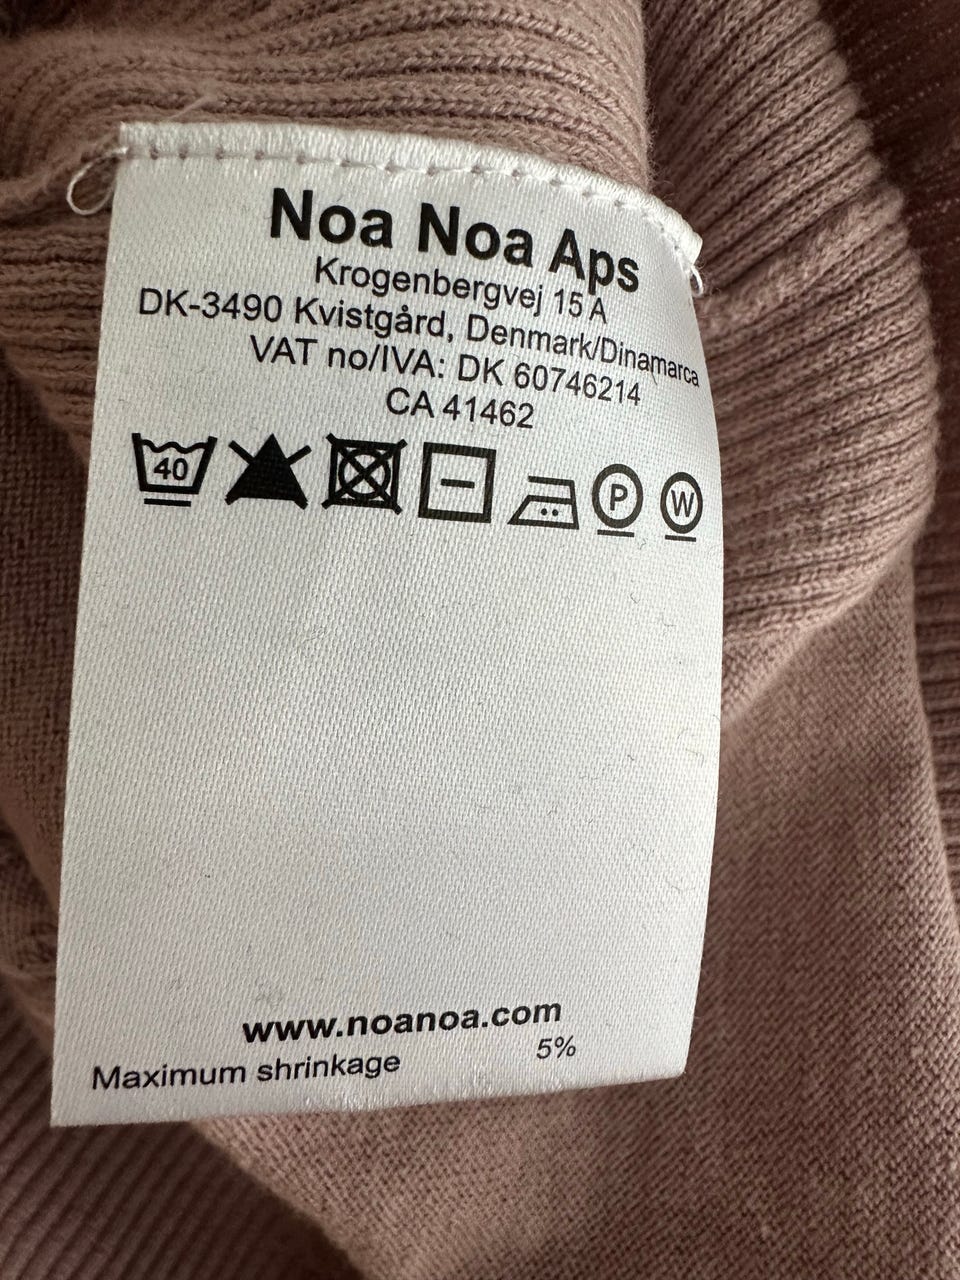 Noa Noa Aps
Krogenbergvej 15 A
DK-3490 Kvistgård, Denmark/Dinamarca
VAT no/IVA: DK 60746214
CA 41462
40 P W
www.noanoa.com
Maximum shrinkage 5%